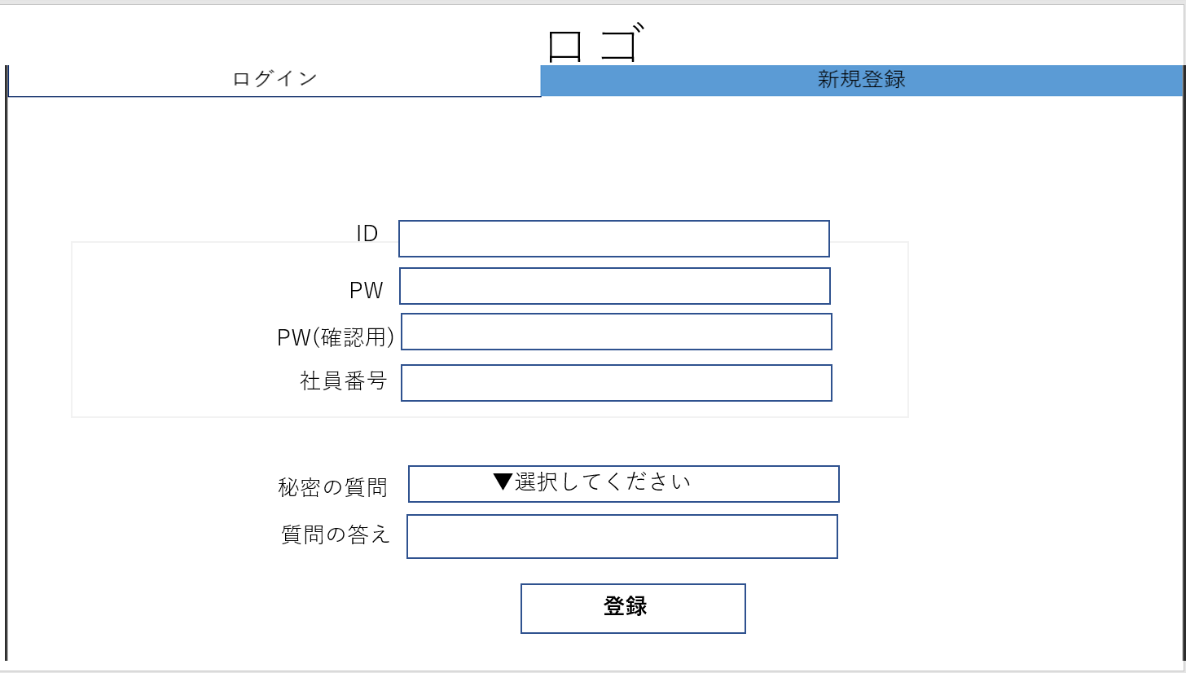 ロゴ
ログイン 新規登録
ID
PW
PW(確認用)
社員番号
秘密の質問 ▼選択してください
質問の答え
登録